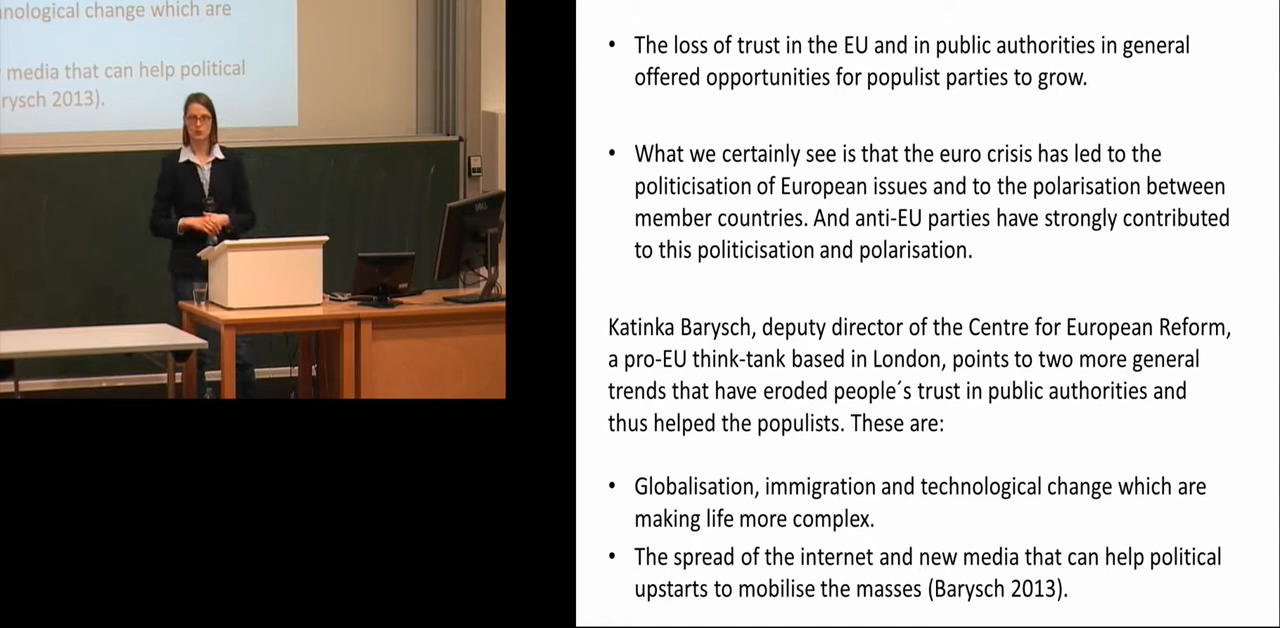 nological change which are
media that can help political
rysch 2013).
DELL
• The loss of trust in the EU and in public authorities in general
offered opportunities for populist parties to grow.
• What we certainly see is that the euro crisis has led to the
politicisation of European issues and to the polarisation between
member countries. And anti-EU parties have strongly contributed
to this politicisation and polarisation.
Katinka Barysch, deputy director of the Centre for European Reform,
a pro-EU think-tank based in London, points to two more general
trends that have eroded people´s trust in public authorities and
thus helped the populists. These are:
• Globalisation, immigration and technological change which are
making life more complex.
• The spread of the internet and new media that can help political
upstarts to mobilise the masses (Barysch 2013).